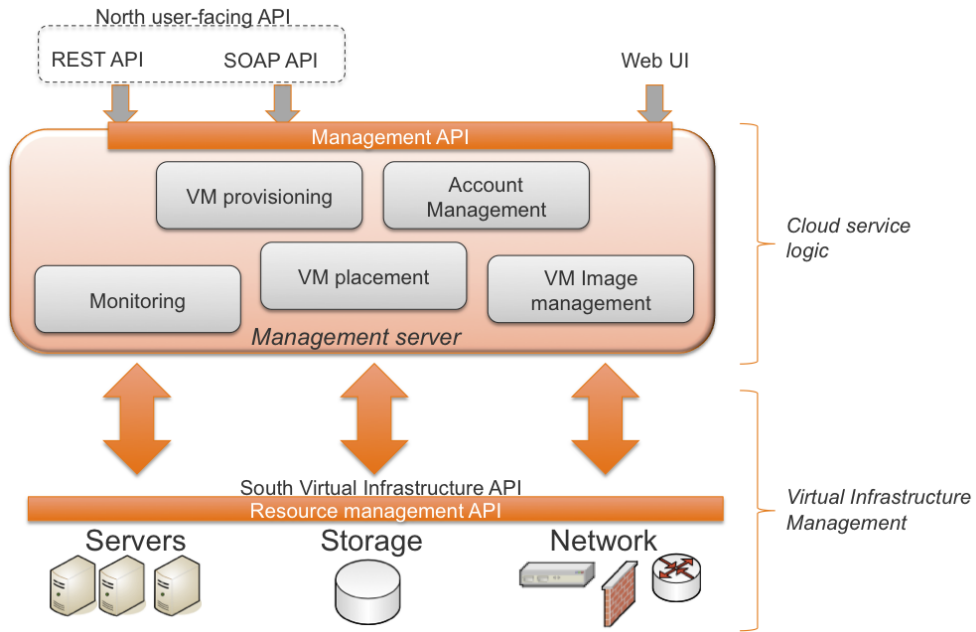 North user-facing API
REST API
SOAP API
Web UI
Management API
VM provisioning
Account
Management
Monitoring
VM placement
VM Image
management
Management server
Cloud service
logic
South Virtual Infrastructure API
Resource management API
Servers
Storage
Network
Virtual Infrastructure
Management